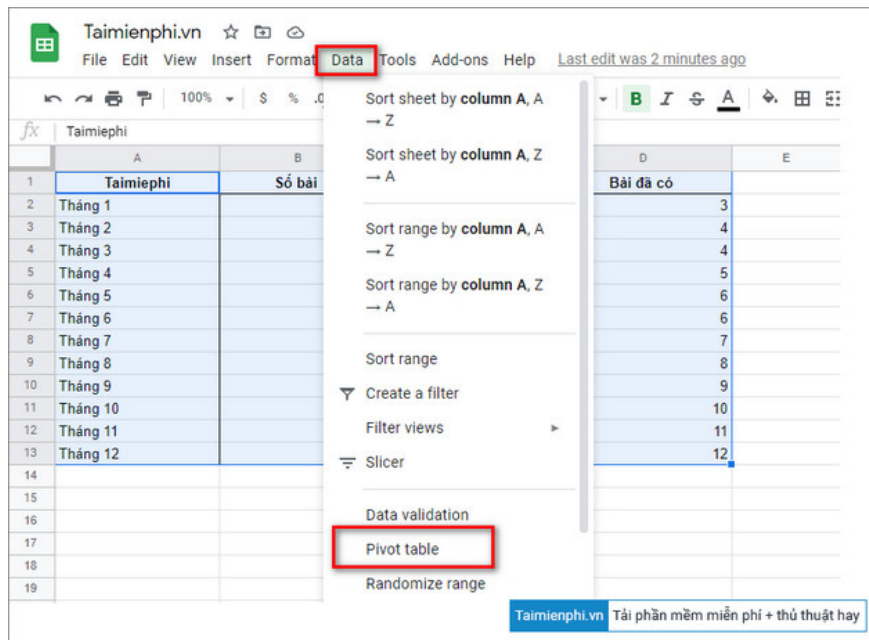 Taimienphi.vn
File Edit View Insert Format Data Tools Add-ons Help Last edit was 2 minutes ago
100% $ % .0 B I S A
fx Taimiephi
A B D E
1 Taimiephi Số bài Bài đã có
2 Tháng 1 3
3 Tháng 2 4
4 Tháng 3 4
5 Tháng 4 5
6 Tháng 5 6
7 Tháng 6 6
8 Tháng 7 7
9 Tháng 8 8
10 Tháng 9 9
11 Tháng 10 10
12 Tháng 11 11
13 Tháng 12 12
14
15
16
17
18
19
Sort sheet by column A, A
→ Z
Sort sheet by column A, Z
→ A
Sort range by column A, A
→ Z
Sort range by column A, Z
→ A
Sort range
Create a filter
Filter views
Slicer
Data validation
Pivot table
Randomize range
Taimienphi.vn Tải phần mềm miễn phí + thủ thuật hay